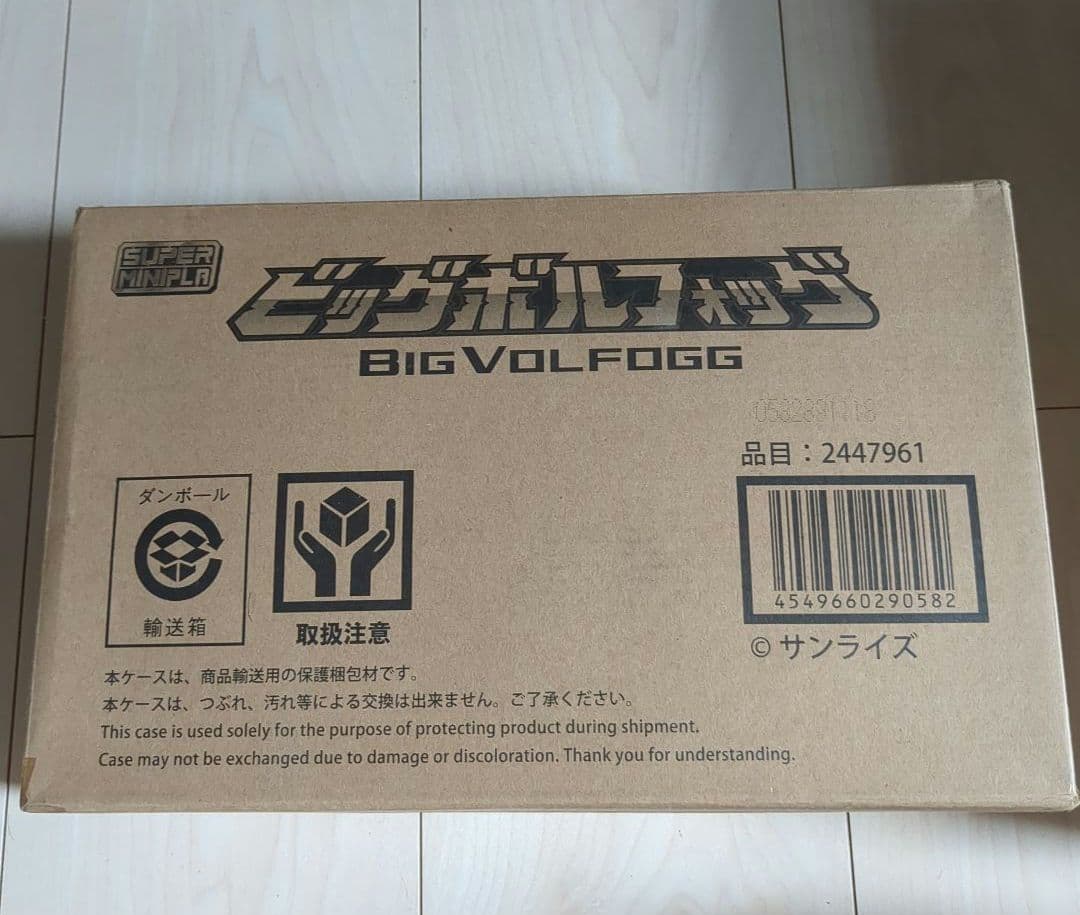 SUPER
MINIPLA
ビッグボルフォッグ
BIG VOLFOGG
0582891118
品目：2447961
4549660290582
© サンライズ
ダンボール
輸送箱
取扱注意
本ケースは、商品輸送用の保護梱包材です。
本ケースは、つぶれ、汚れ等による交換は出来ません。ご了承ください。
This case is used solely for the purpose of protecting product during shipment.
Case may not be exchanged due to damage or discoloration. Thank you for understanding.